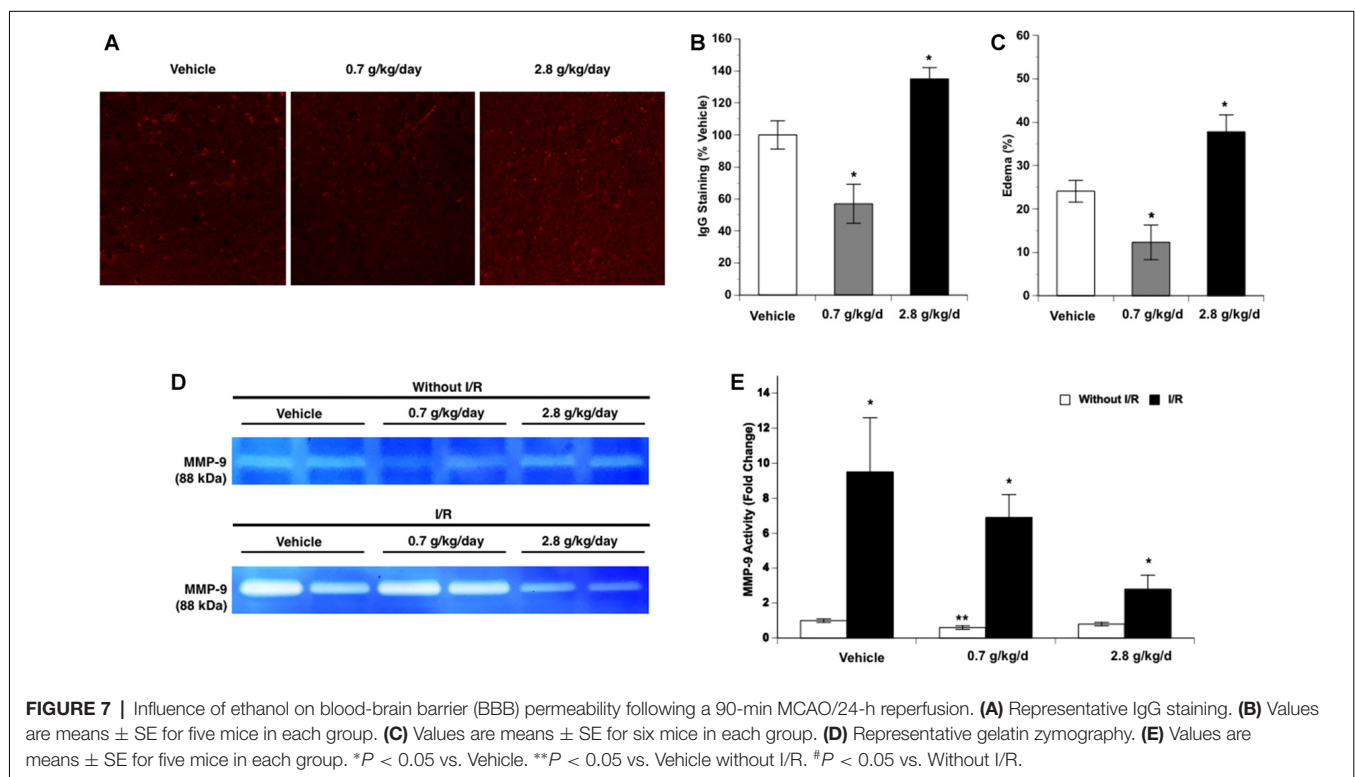 A
Vehicle 0.7 g/kg/day 2.8 g/kg/day
B
IgG Staining (% Vehicle)
160
140
120
100
80
60
40
20
0
*
*
Vehicle 0.7 g/kg/d 2.8 g/kg/d
C
Edema (%)
60
50
40
30
20
10
0
*
*
Vehicle 0.7 g/kg/d 2.8 g/kg/d
D
Without I/R
Vehicle 0.7 g/kg/day 2.8 g/kg/day
MMP-9
(88 kDa)
I/R
Vehicle 0.7 g/kg/day 2.8 g/kg/day
MMP-9
(88 kDa)
E
MMP-9 Activity (Fold Change)
14
12
10
8
6
4
2
0
Without I/R I/R
*
*
**
*
Vehicle 0.7 g/kg/d 2.8 g/kg/d
FIGURE 7 | Influence of ethanol on blood-brain barrier (BBB) permeability following a 90-min MCAO/24-h reperfusion. (A) Representative IgG staining. (B) Values
are means ± SE for five mice in each group. (C) Values are means ± SE for six mice in each group. (D) Representative gelatin zymography. (E) Values are
means ± SE for five mice in each group. *P < 0.05 vs. Vehicle. **P < 0.05 vs. Vehicle without I/R. #P < 0.05 vs. Without I/R.